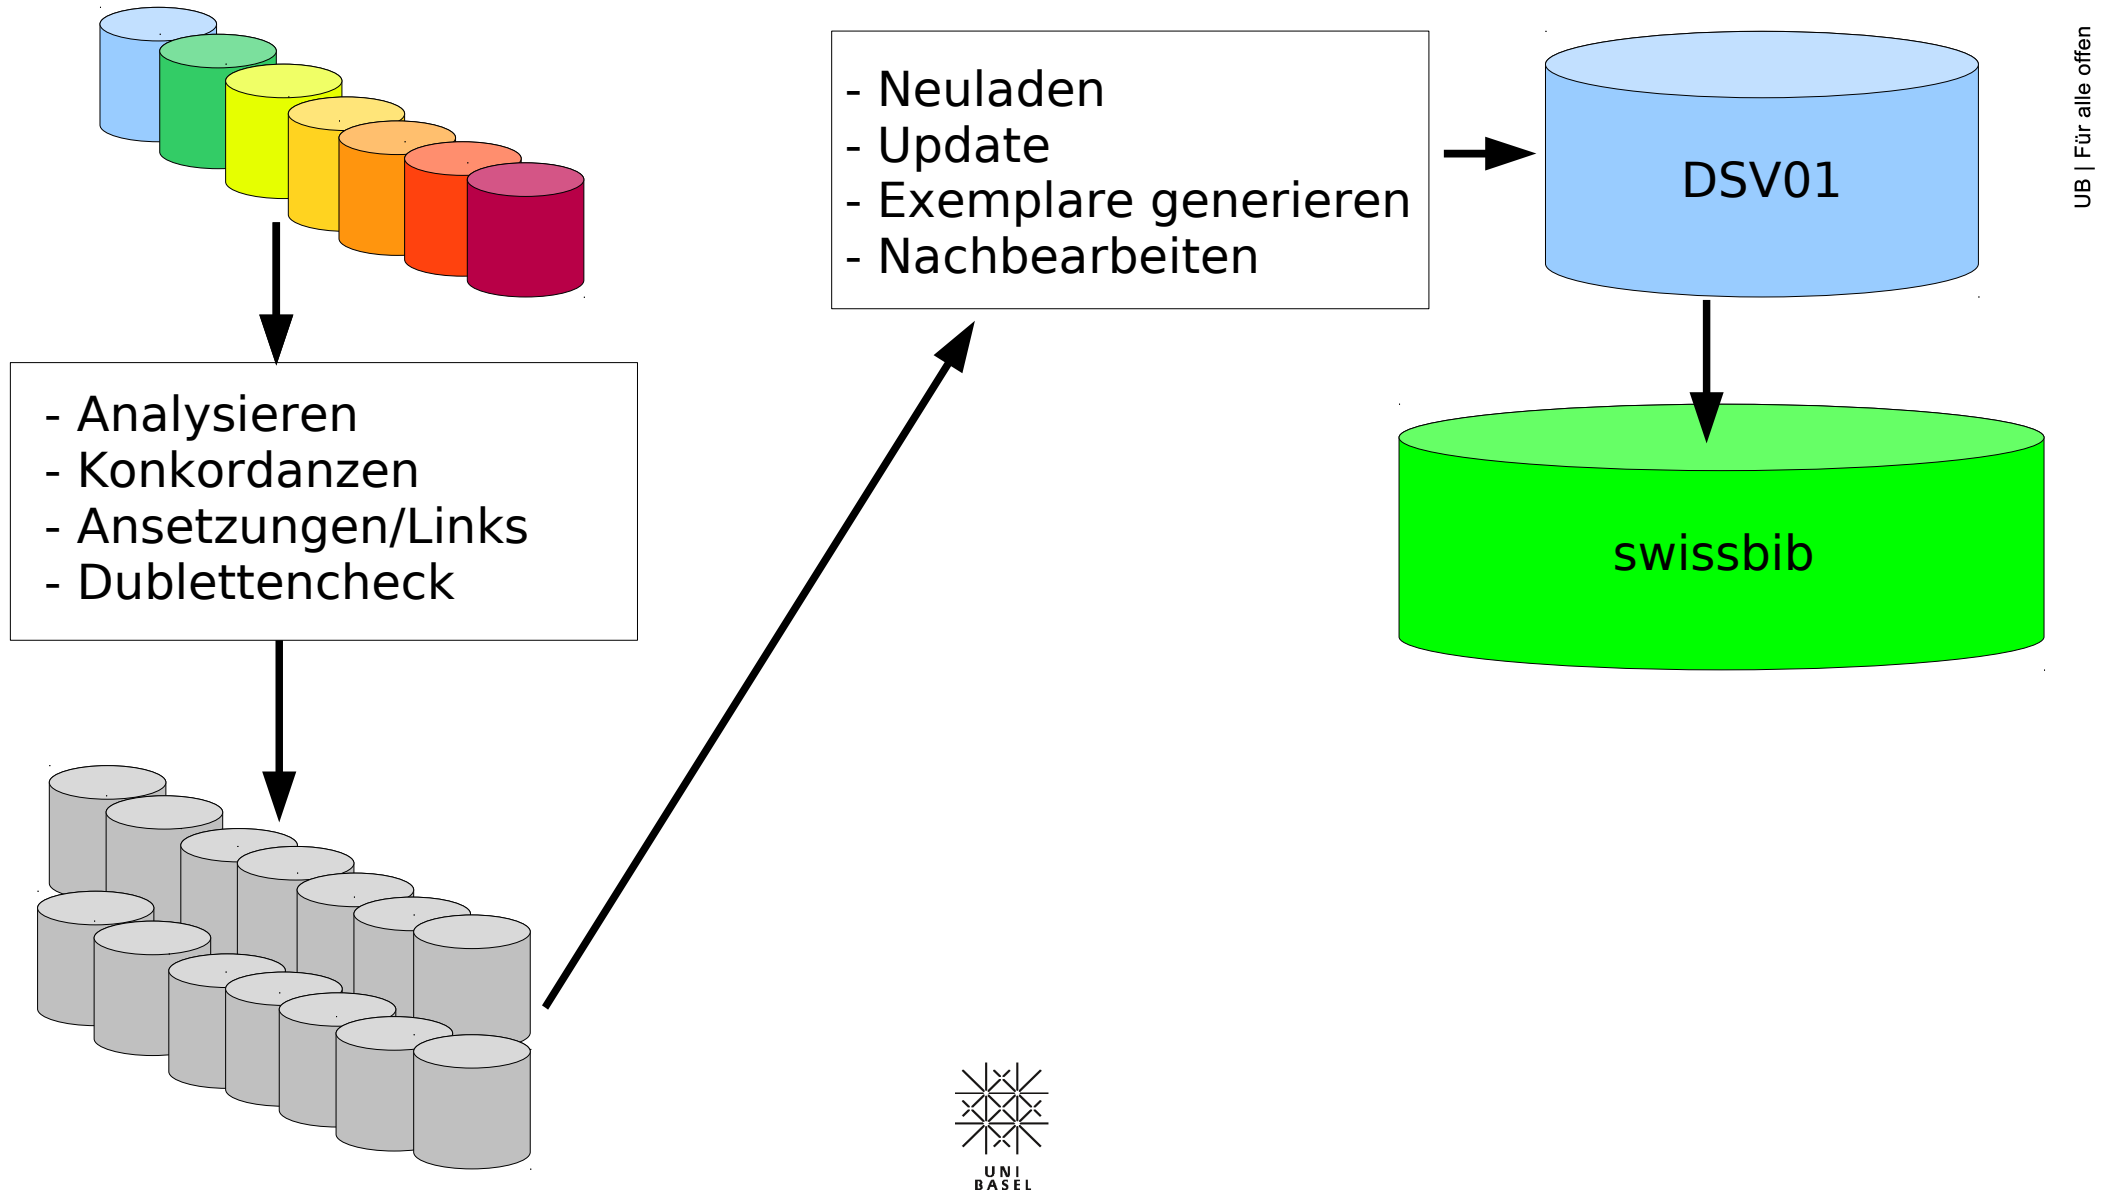 - Analysieren
- Konkordanzen
- Ansetzungen/Links
- Dublettencheck
- Neuladen
- Update
- Exemplare generieren
- Nachbearbeiten
DSV01
swissbib
UB | Für alle offen
UNI
BASEL